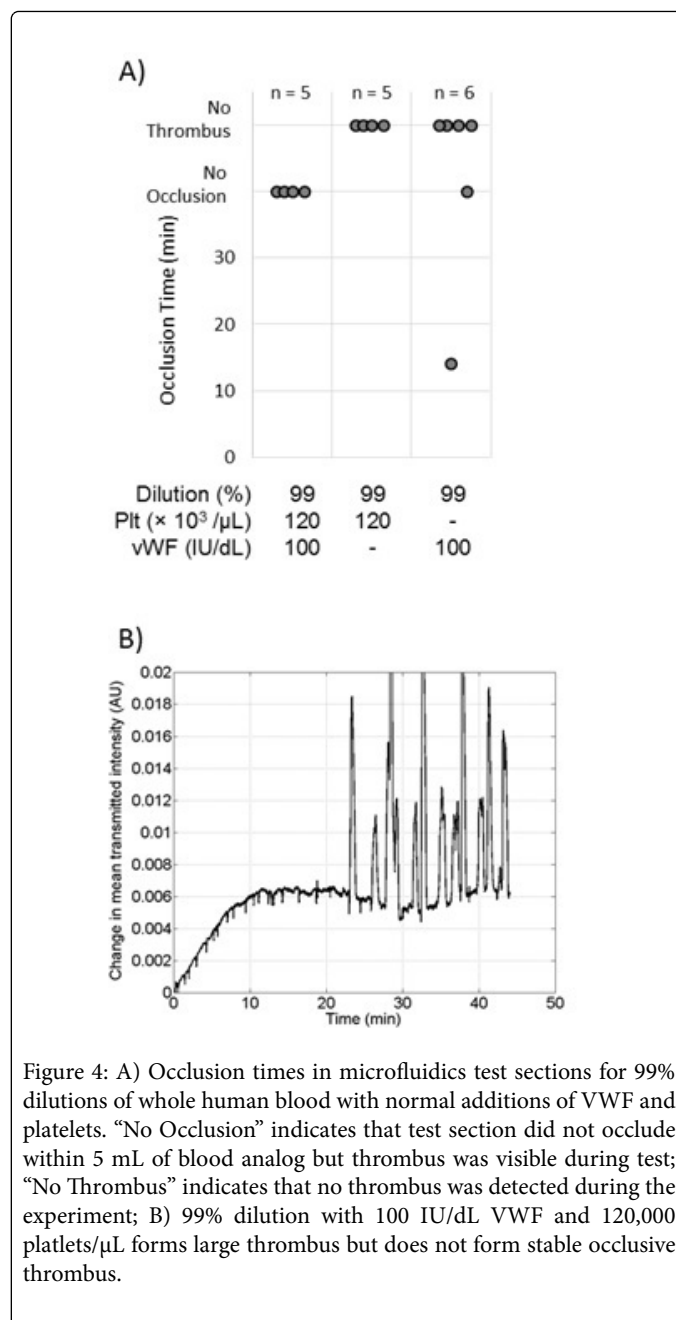 A)
n = 5 n = 5 n = 6
No
Thrombus
No
Occlusion
Occlusion Time (min)
30
20
10
0
Dilution (%) 99 99 99
Plt (× 10³ /µL) 120 120 -
vWF (IU/dL) 100 - 100
B)
Change in mean transmitted intensity (AU)
0.02
0.018
0.016
0.014
0.012
0.01
0.008
0.006
0.004
0.002
0
0 10 20 30 40 50
Time (min)
Figure 4: A) Occlusion times in microfluidics test sections for 99%
dilutions of whole human blood with normal additions of VWF and
platelets. “No Occlusion” indicates that test section did not occlude
within 5 mL of blood analog but thrombus was visible during test;
“No Thrombus” indicates that no thrombus was detected during the
experiment; B) 99% dilution with 100 IU/dL VWF and 120,000
platlets/µL forms large thrombus but does not form stable occlusive
thrombus.